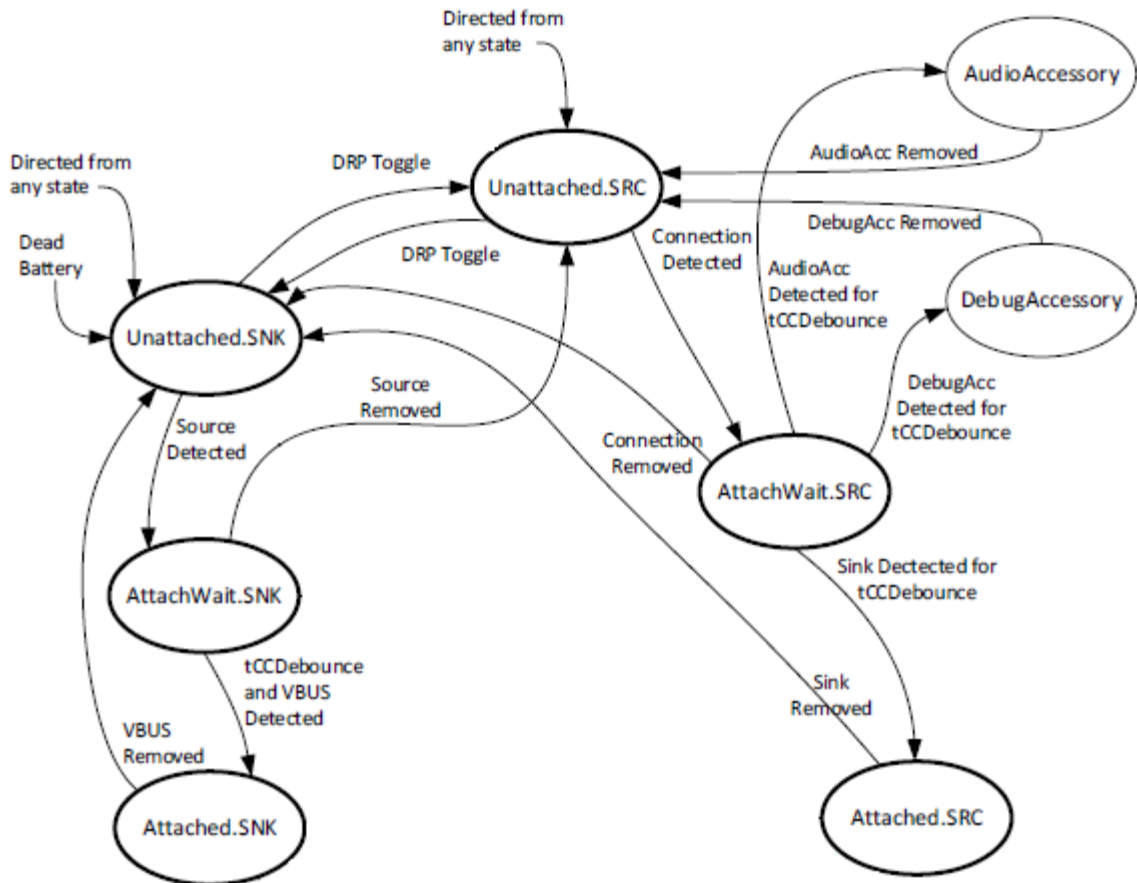 Directed from
any state
AudioAccessory
AudioAcc Removed
Directed from
any state
DRP Toggle
Unattached.SRC
DebugAcc Removed
Dead
Battery
DRP Toggle
Connection
Detected
AudioAcc
Detected for
tCCDebounce
DebugAccessory
Unattached.SNK
Source
Removed
DebugAcc
Detected for
tCCDebounce
Source
Detected
Connection
Removed
AttachWait.SRC
AttachWait.SNK
Sink Dectected for
tCCDebounce
tCCDebounce
and VBUS
Detected
Sink
Removed
VBUS
Removed
Attached.SNK
Attached.SRC